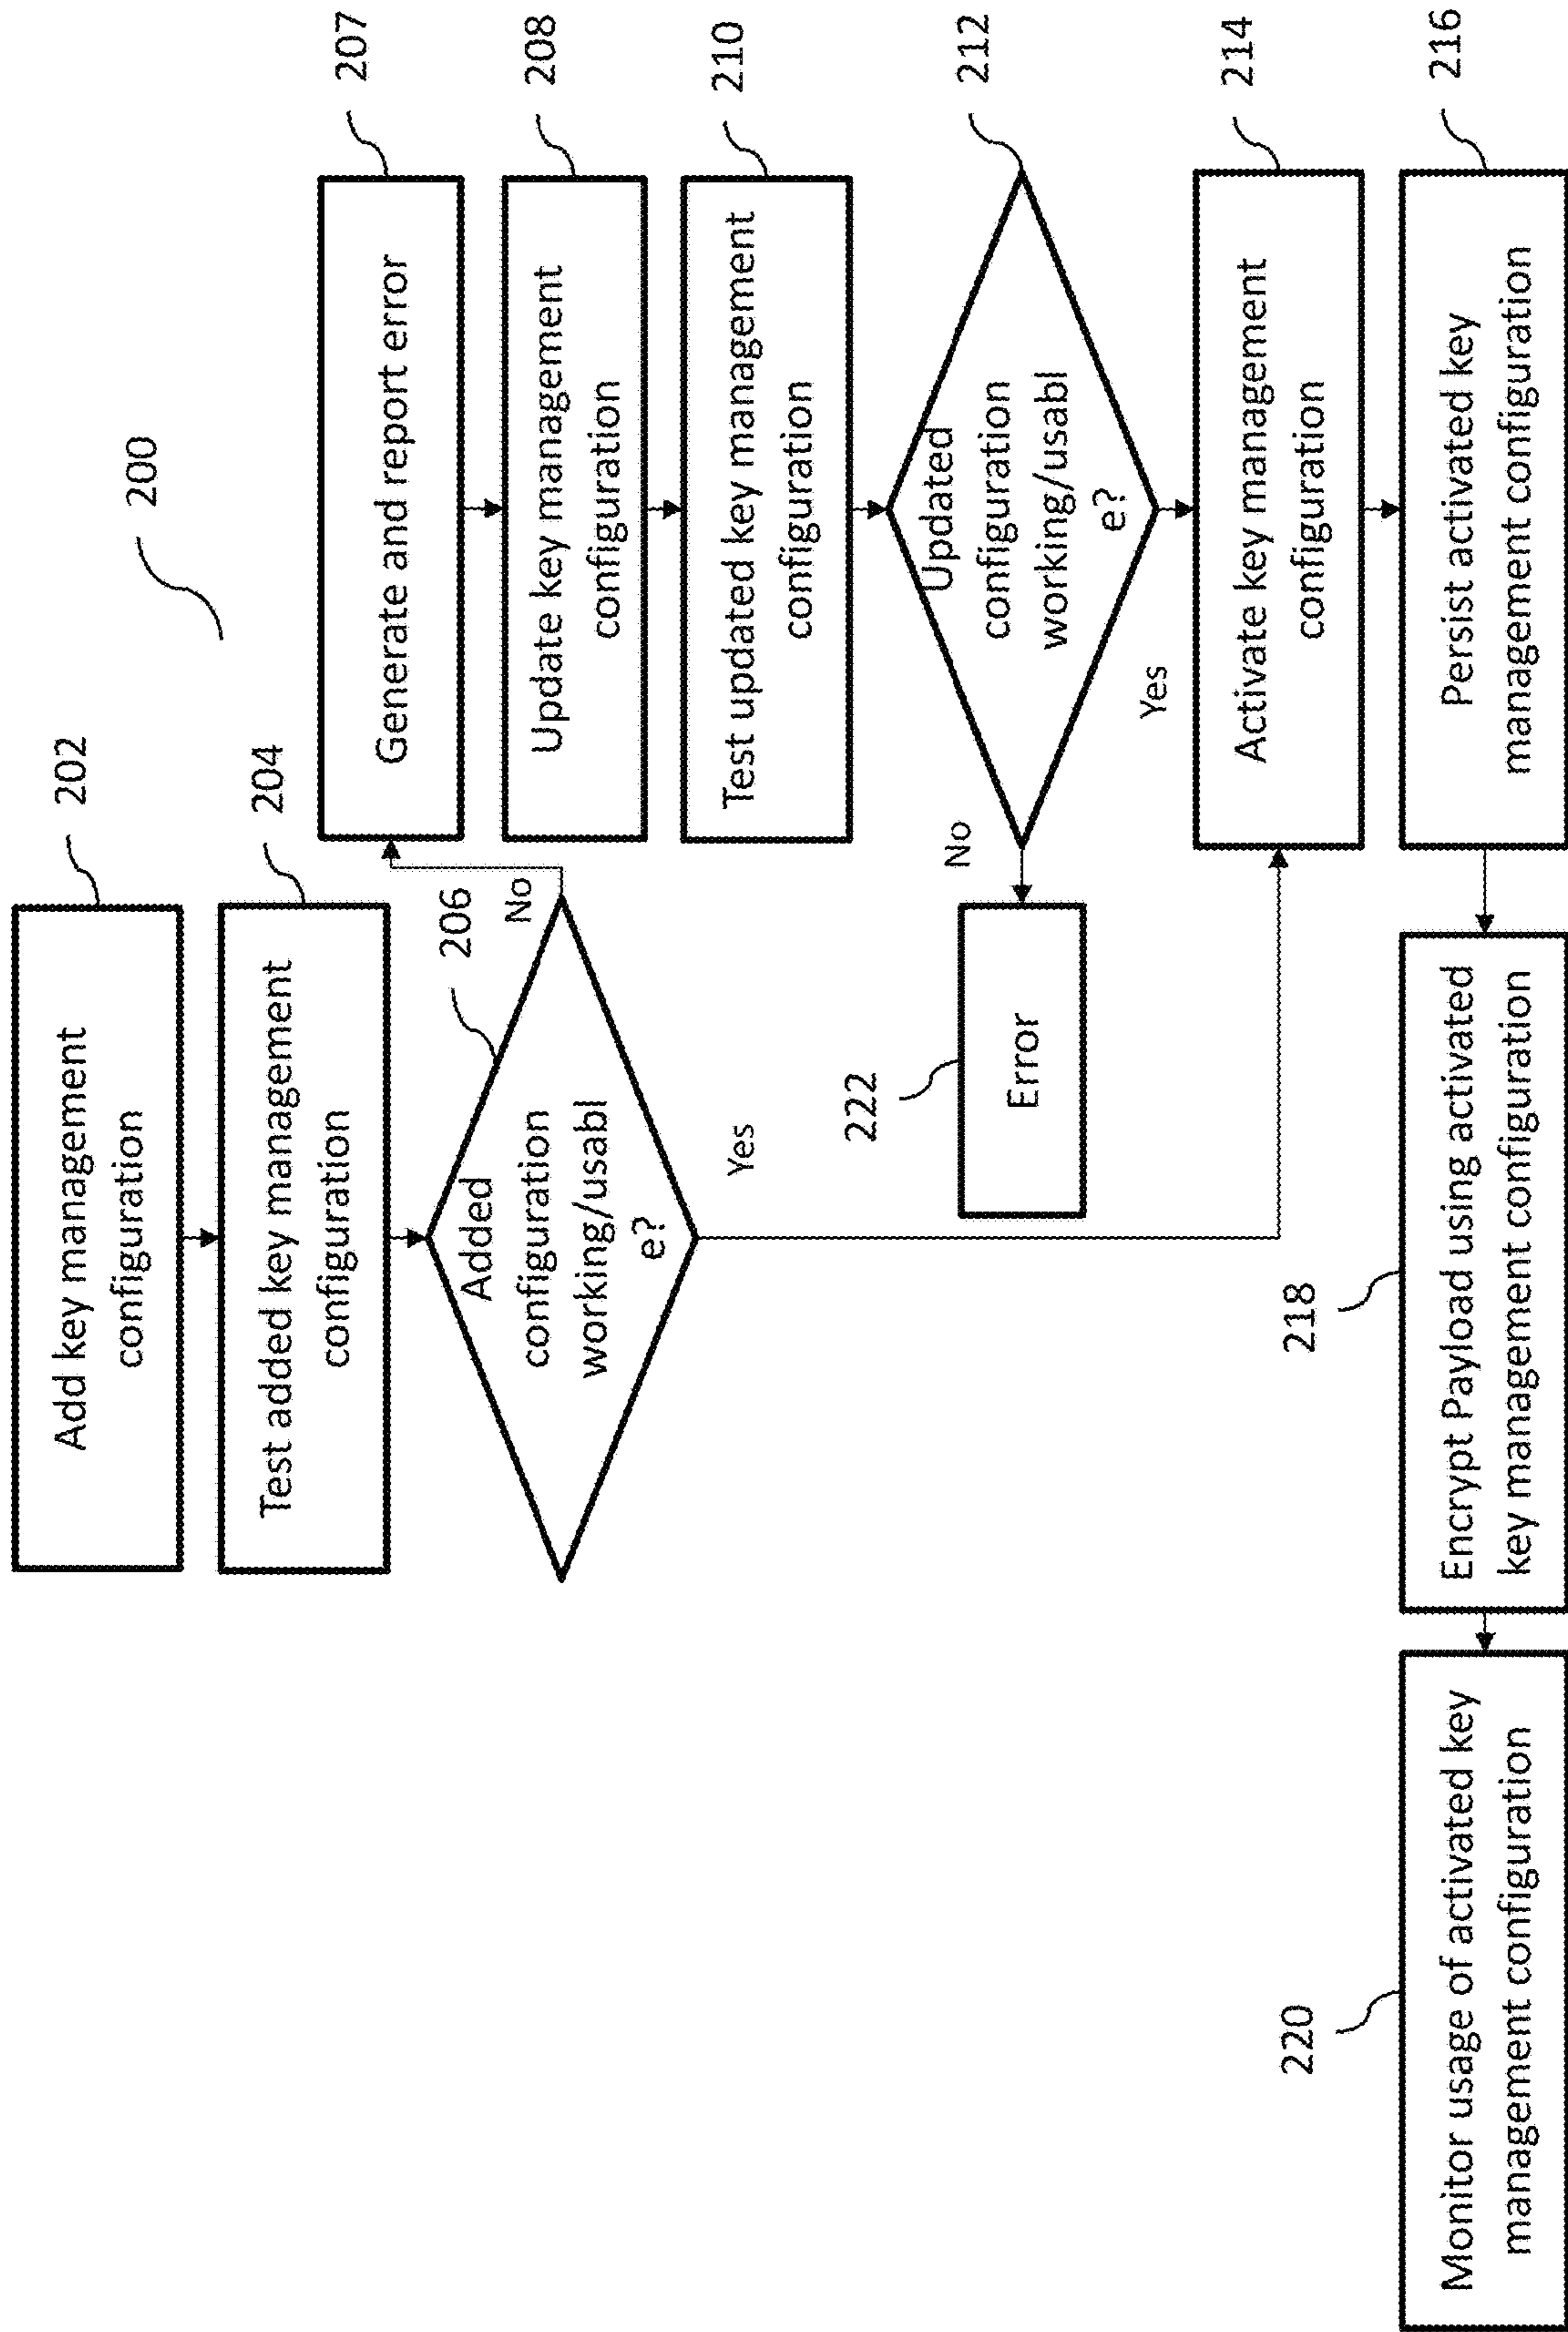 200
202
Add key management
configuration
204
Test added key management
configuration
206
Added
configuration
working/usabl
e?
No
Yes
207
Generate and report error
208
Update key management
configuration
210
Test updated key management
configuration
212
Updated
configuration
working/usabl
e?
No
Yes
222
Error
214
Activate key management
configuration
216
Persist activated key
management configuration
218
Encrypt Payload using activated
key management configuration
220
Monitor usage of activated key
management configuration